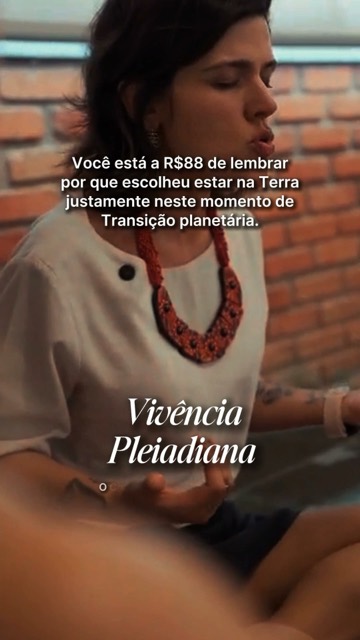 Você está a R$88 de lembrar
por que escolheu estar na Terra
justamente neste momento de
Transição planetária.
Vivência
Pleiadiana
o